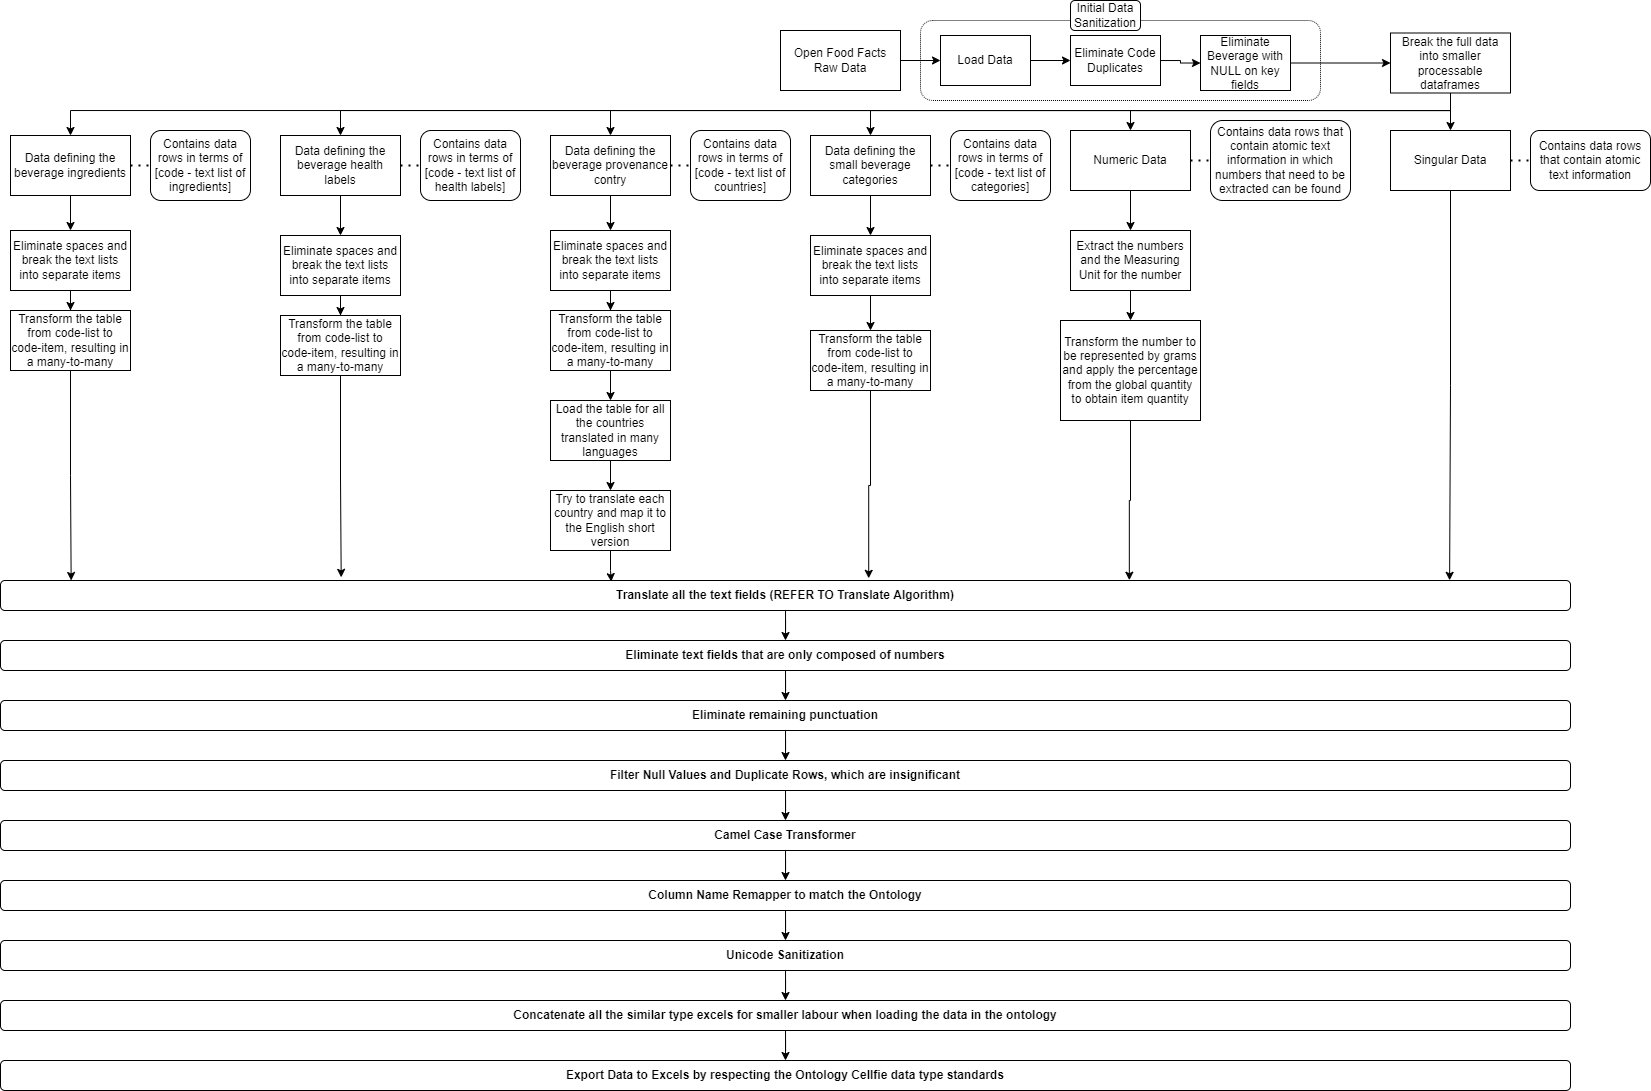 Initial Data
Sanitization
Open Food Facts
Raw Data
Load Data
Eliminate Code
Duplicates
Eliminate
Beverage with
NULL on key
fields
Break the full data
into smaller
processable
dataframes
Data defining the
beverage ingredients
Contains data
rows in terms of
[code - text list of
ingredients]
Data defining the
beverage health
labels
Contains data
rows in terms of
[code - text list of
health labels]
Data defining the
beverage provenance
contry
Contains data
rows in terms of
[code - text list of
countries]
Data defining the
small beverage
categories
Contains data
rows in terms of
[code - text list of
categories]
Numeric Data
Contains data rows that
contain atomic text
information in which
numbers that need to be
extracted can be found
Singular Data
Contains data rows
that contain atomic
text information
Eliminate spaces and
break the text lists
into separate items
Eliminate spaces and
break the text lists
into separate items
Eliminate spaces and
break the text lists
into separate items
Eliminate spaces and
break the text lists
into separate items
Extract the numbers
and the Measuring
Unit for the number
Transform the table
from code-list to
code-item, resulting in
a many-to-many
Transform the table
from code-list to
code-item, resulting in
a many-to-many
Transform the table
from code-list to
code-item, resulting in
a many-to-many
Transform the table
from code-list to
code-item, resulting in
a many-to-many
Transform the number to
be represented by grams
and apply the percentage
from the global quantity
to obtain item quantity
Load the table for all
the countries
translated in many
languages
Try to translate each
country and map it to
the English short
version
Translate all the text fields (REFER TO Translate Algorithm)
Eliminate text fields that are only composed of numbers
Eliminate remaining punctuation
Filter Null Values and Duplicate Rows, which are insignificant
Camel Case Transformer
Column Name Remapper to match the Ontology
Unicode Sanitization
Concatenate all the similar type excels for smaller labour when loading the data in the ontology
Export Data to Excels by respecting the Ontology Cellfie data type standards